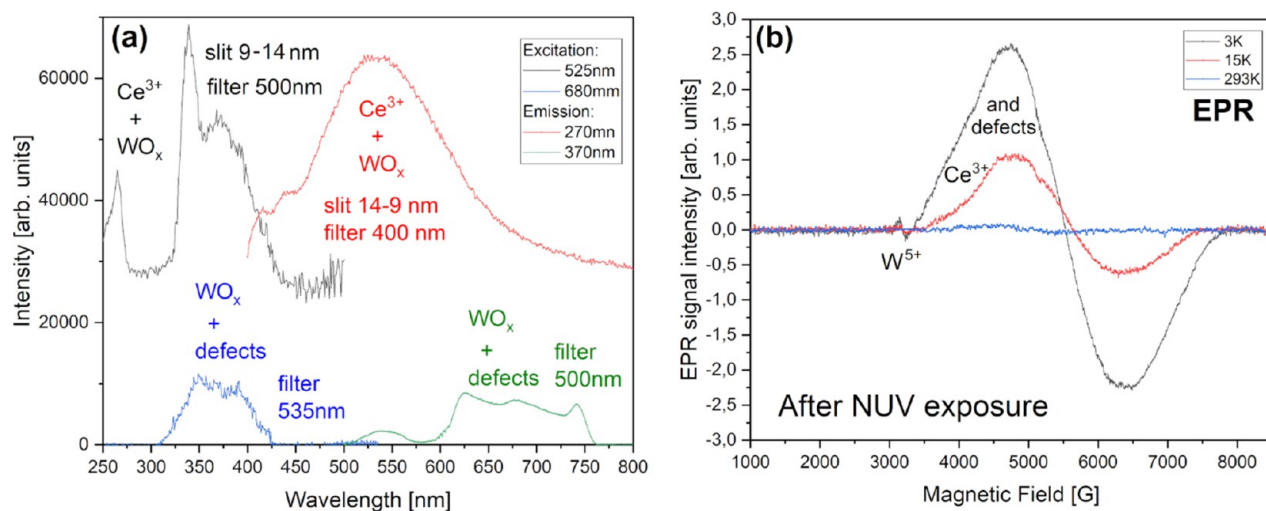 (a)
slit 9-14 nm
filter 500nm
Excitation:
525nm
680mm
Emission:
270mn
370nm
Ce³⁺
+
WOₓ
Ce³⁺
+
WOₓ
slit 14-9 nm
filter 400 nm
WOₓ
+
defects
filter
535nm
WOₓ
+
defects
filter
500nm
Intensity [arb. units]
60000
40000
20000
0
250 300 350 400 450 500 550 600 650 700 750 800
Wavelength [nm]
(b)
3K
15K
293K
EPR
and
defects
Ce³⁺
W⁵⁺
After NUV exposure
EPR signal intensity [arb. units]
3,0
2,5
2,0
1,5
1,0
0,5
0,0
-0,5
-1,0
-1,5
-2,0
-2,5
-3,0
1000 2000 3000 4000 5000 6000 7000 8000
Magnetic Field [G]